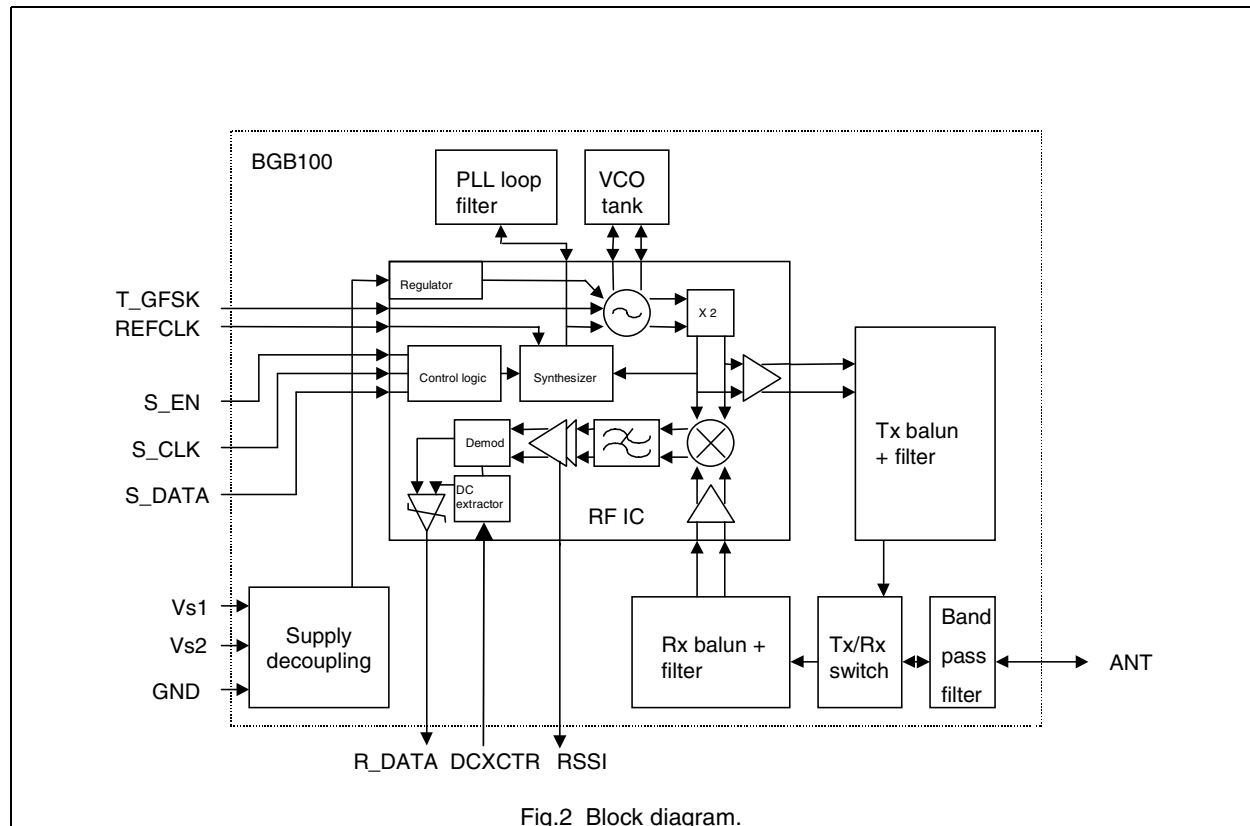 BGB100
PLL loop
filter
VCO
tank
Regulator
X 2
T_GFSK
REFCLK
Control logic
Synthesizer
S_EN
S_CLK
S_DATA
Demod
DC
extractor
RF IC
Tx balun
+ filter
Vs1
Vs2
GND
Supply
decoupling
Rx balun +
filter
Tx/Rx
switch
Band
pass
filter
ANT
R_DATA DCXCTR RSSI
Fig.2 Block diagram.